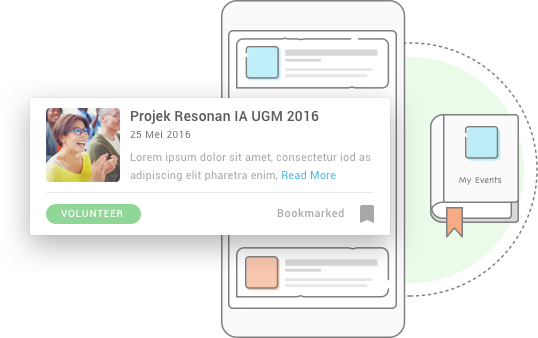 Projek Resonan IA UGM 2016
25 Mei 2016
Lorem ipsum dolor sit amet, consectetur iod as
adipiscing elit pharetra enim, Read More
VOLUNTEER
Bookmarked
My Events